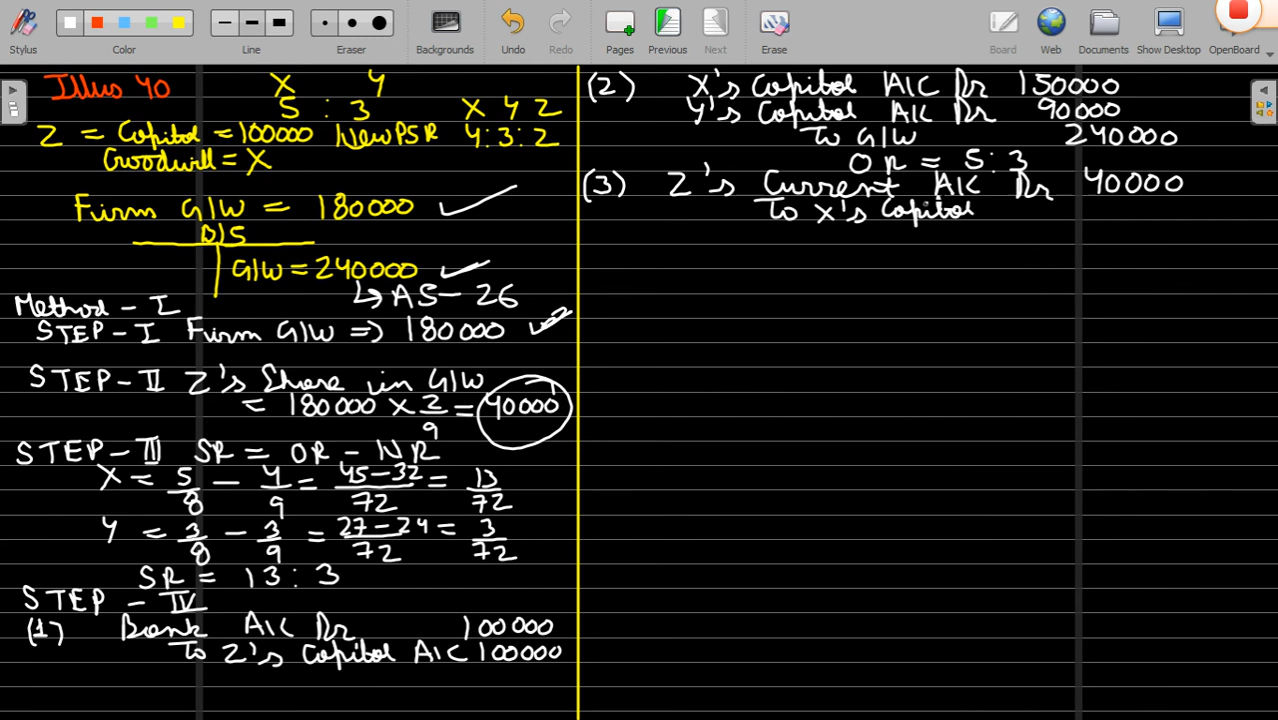 Stylus
Color
Line
Eraser
Backgrounds
Undo
Redo
Pages
Previous
Next
Erase
Board
Web
Documents
Show Desktop
OpenBoard
Illus 40 X Y
5 : 3 X Y Z
Z = Capital = 100000 New PSR 4:3:2
Goodwill = X
Firm G/W = 180000
B/S
G/W = 240000
↳ AS-26
Method - I
STEP-I Firm G/W => 180000
STEP-II Z's Share in G/W
= 180000 × 2/9 = 40000
STEP-III SR = OR - NR
X = 5/8 - 4/9 = 45-32/72 = 13/72
Y = 3/8 - 3/9 = 27-24/72 = 3/72
SR = 13:3
STEP - IV
(1) Bank A/C Dr 100000
To Z's Capital A/C 100000
(2) X's Capital A/C Dr 150000
Y's Capital A/C Dr 90000
To G/W 240000
OR = 5:3
(3) Z's Current A/C Dr 40000
To X's Capital